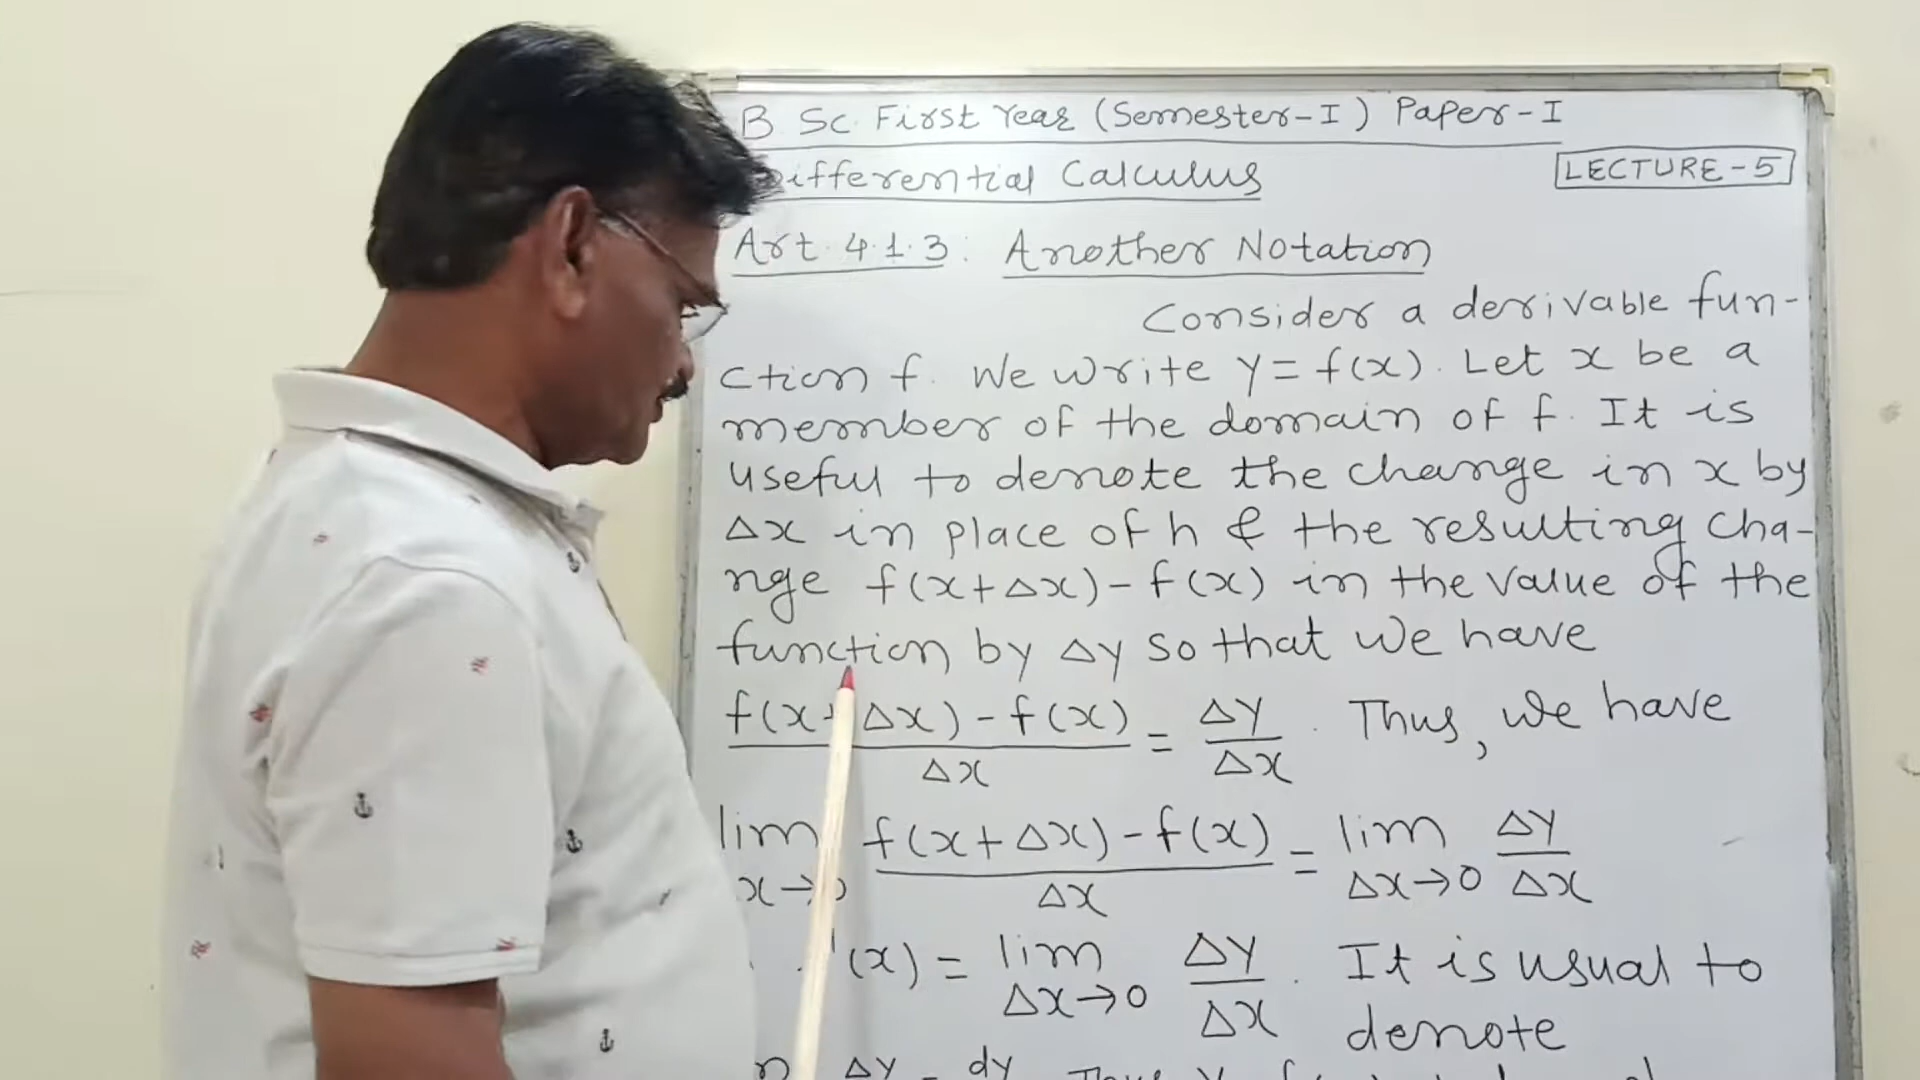 B Sc. First Year (Semester-I) Paper-I
Differential Calculus LECTURE-5
Art. 4.1.3: Another Notation
Consider a derivable fun-
ction f. We write y = f(x). Let x be a
member of the domain of f. It is
useful to denote the change in x by
Δx in place of h & the resulting cha-
nge f(x+Δx)-f(x) in the value of the
function by Δy so that we have
f(x+Δx)-f(x) / Δx = Δy / Δx. Thus, we have
lim x→0 f(x+Δx)-f(x) / Δx = lim Δx→0 Δy / Δx
'(x) = lim Δx→0 Δy / Δx. It is usual to
denote
Δy = dy